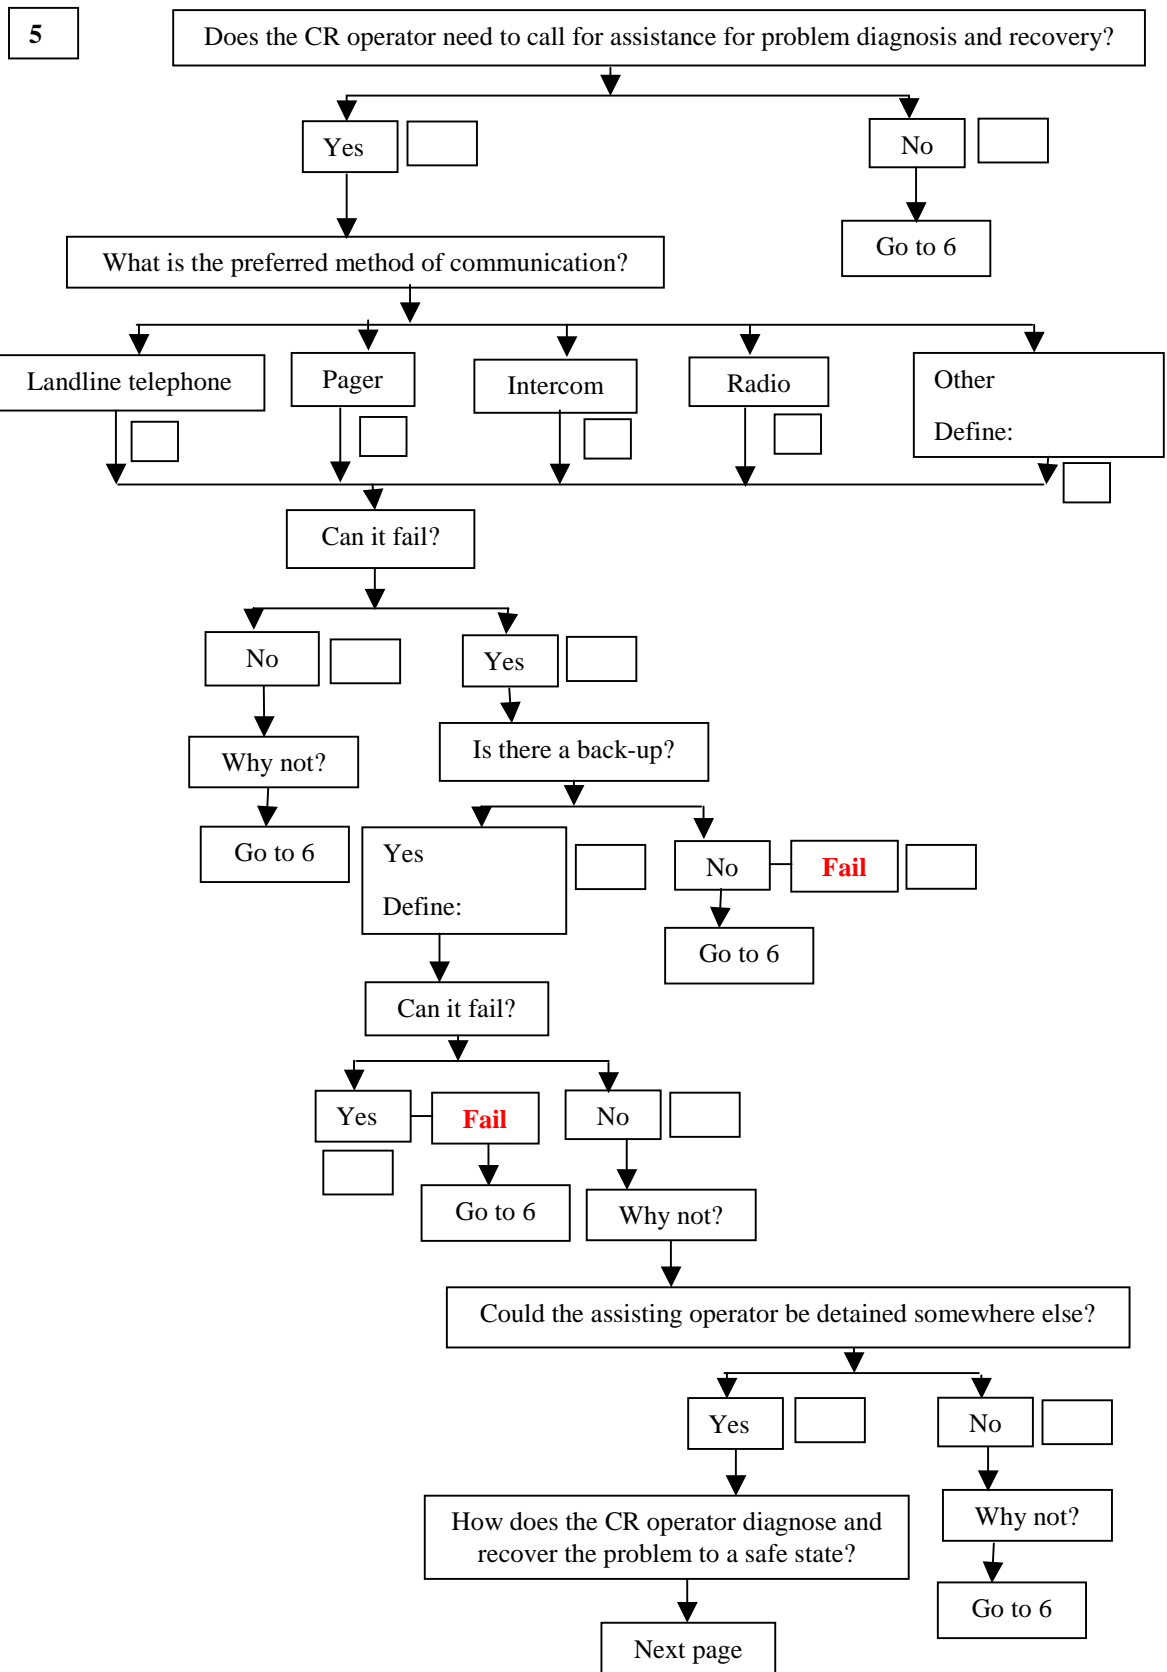 5
Does the CR operator need to call for assistance for problem diagnosis and recovery?
Yes
No
Go to 6
What is the preferred method of communication?
Landline telephone
Pager
Intercom
Radio
Other
Define:
Can it fail?
No
Yes
Why not?
Is there a back-up?
Go to 6
Yes
Define:
No
Fail
Go to 6
Can it fail?
Yes
Fail
No
Go to 6
Why not?
Could the assisting operator be detained somewhere else?
Yes
No
How does the CR operator diagnose and
recover the problem to a safe state?
Why not?
Go to 6
Next page